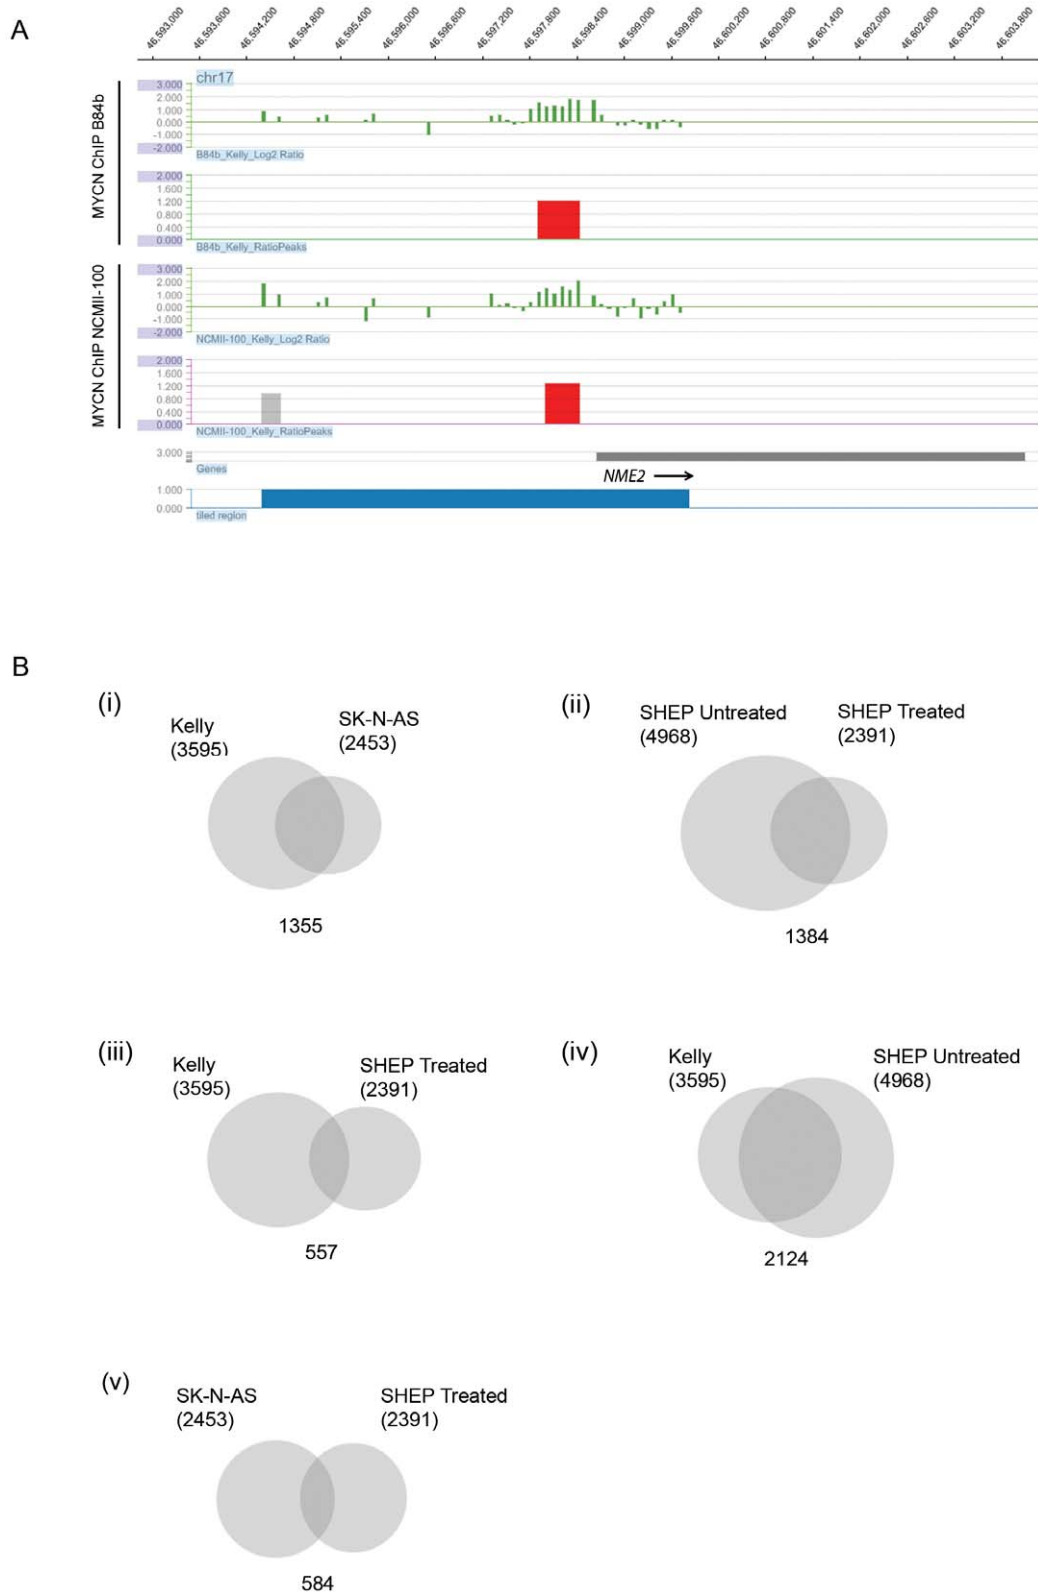 A
46,593,000 46,593,600 46,594,200 46,594,800 46,595,400 46,596,000 46,596,600 46,597,200 46,597,800 46,598,400 46,599,000 46,599,600 46,600,200 46,600,800 46,601,400 46,602,000 46,602,600 46,603,200 46,603,800
MYCN ChIP B84b
chr17
3.000
2.000
1.000
0.000
-1.000
-2.000
B84b_Kelly_Log2 Ratio
2.000
1.600
1.200
0.800
0.400
0.000
B84b_Kelly_RatioPeaks
MYCN ChIP NCMII-100
3.000
2.000
1.000
0.000
-1.000
-2.000
NCMII-100_Kelly_Log2 Ratio
2.000
1.600
1.200
0.800
0.400
0.000
NCMII-100_Kelly_RatioPeaks
3.000
Genes
NME2
1.000
0.000
tiled region
B
(i)
Kelly
(3595)
SK-N-AS
(2453)
1355
(ii)
SHEP Untreated
(4968)
SHEP Treated
(2391)
1384
(iii)
Kelly
(3595)
SHEP Treated
(2391)
557
(iv)
Kelly
(3595)
SHEP Untreated
(4968)
2124
(v)
SK-N-AS
(2453)
SHEP Treated
(2391)
584